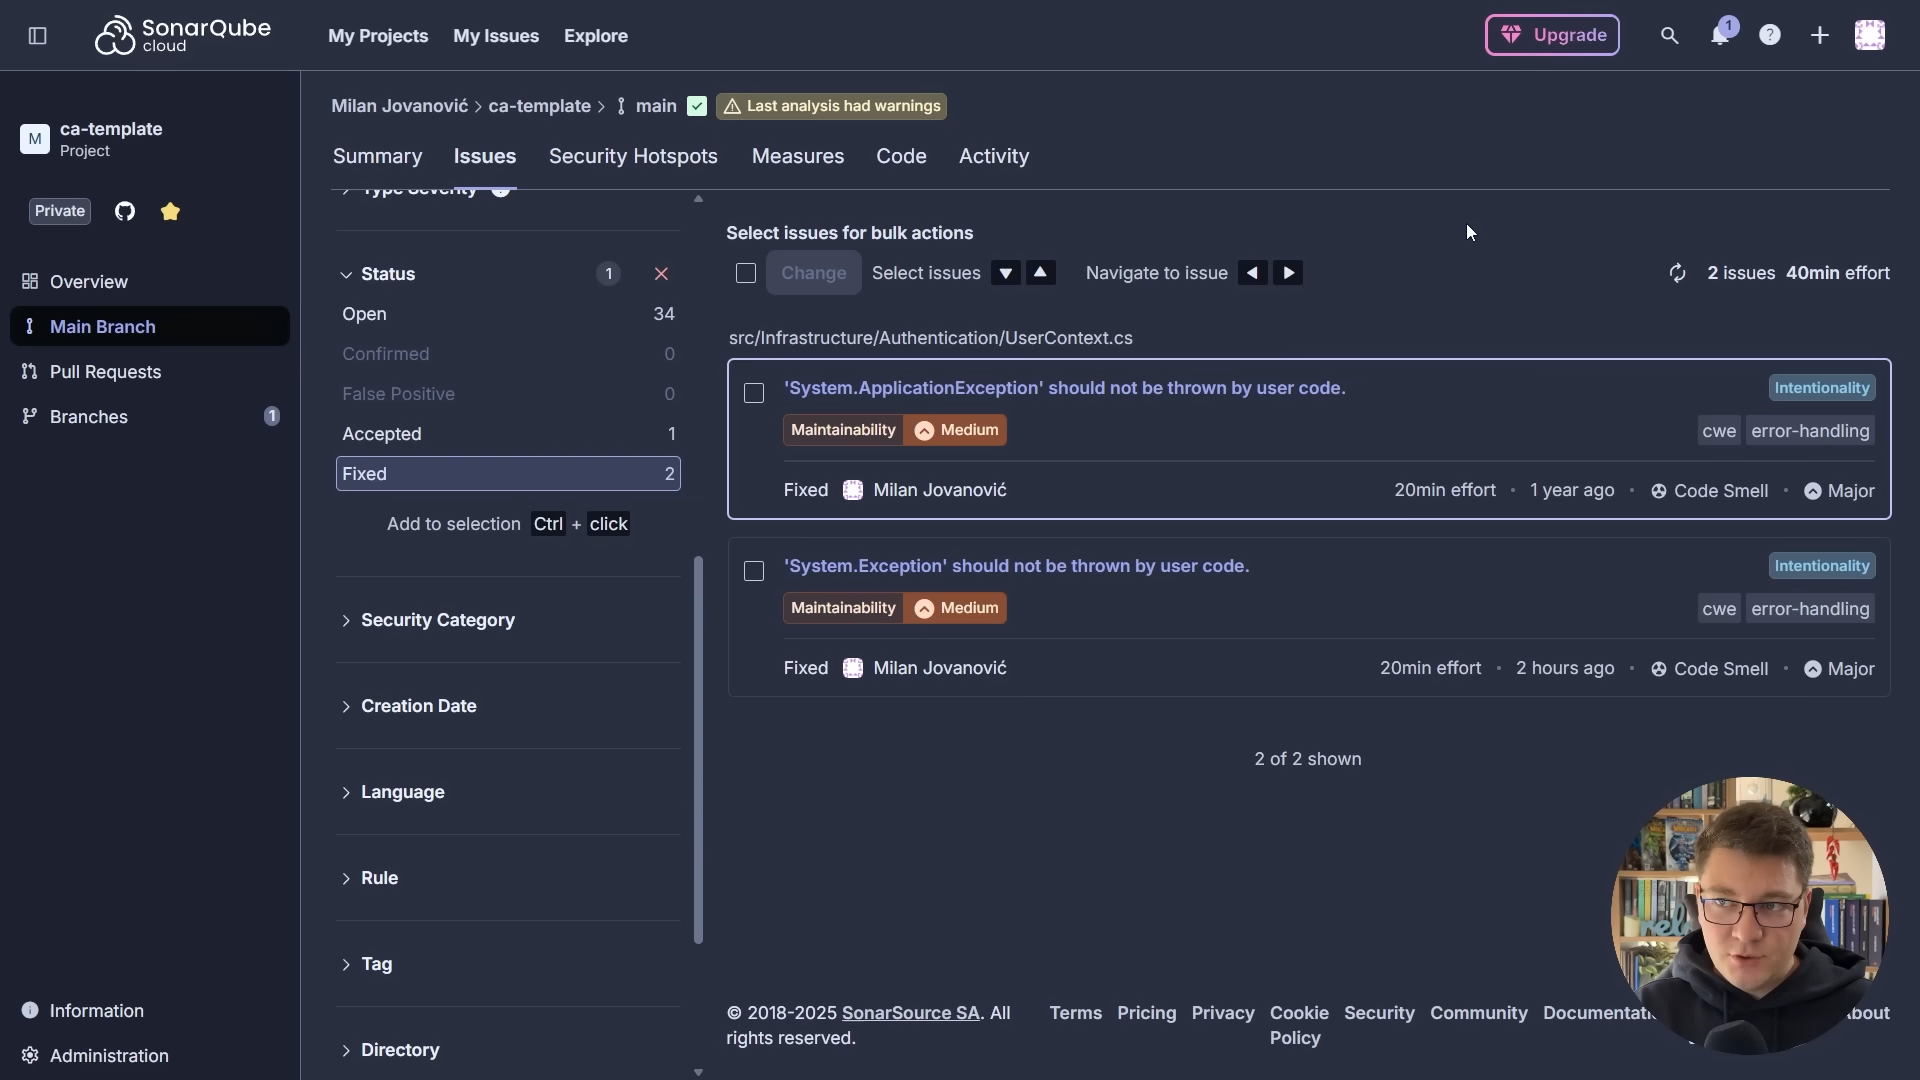 SonarQube
cloud
My Projects
My Issues
Explore
Upgrade
1
?
M
ca-template
Project
Private
Overview
Main Branch
Pull Requests
Branches
1
Information
Administration
Milan Jovanović > ca-template > main
Last analysis had warnings
Summary
Issues
Security Hotspots
Measures
Code
Activity
Type Severity
Status
1
Open
34
Confirmed
0
False Positive
0
Accepted
1
Fixed
2
Add to selection Ctrl + click
Security Category
Creation Date
Language
Rule
Tag
Directory
Select issues for bulk actions
Change
Select issues
Navigate to issue
2 issues 40min effort
src/Infrastructure/Authentication/UserContext.cs
'System.ApplicationException' should not be thrown by user code.
Intentionality
Maintainability
Medium
cwe
error-handling
Fixed
Milan Jovanović
20min effort • 1 year ago • Code Smell • Major
'System.Exception' should not be thrown by user code.
Intentionality
Maintainability
Medium
cwe
error-handling
Fixed
Milan Jovanović
20min effort • 2 hours ago • Code Smell • Major
2 of 2 shown
© 2018-2025 SonarSource SA. All
rights reserved.
Terms
Pricing
Privacy
Cookie
Policy
Security
Community